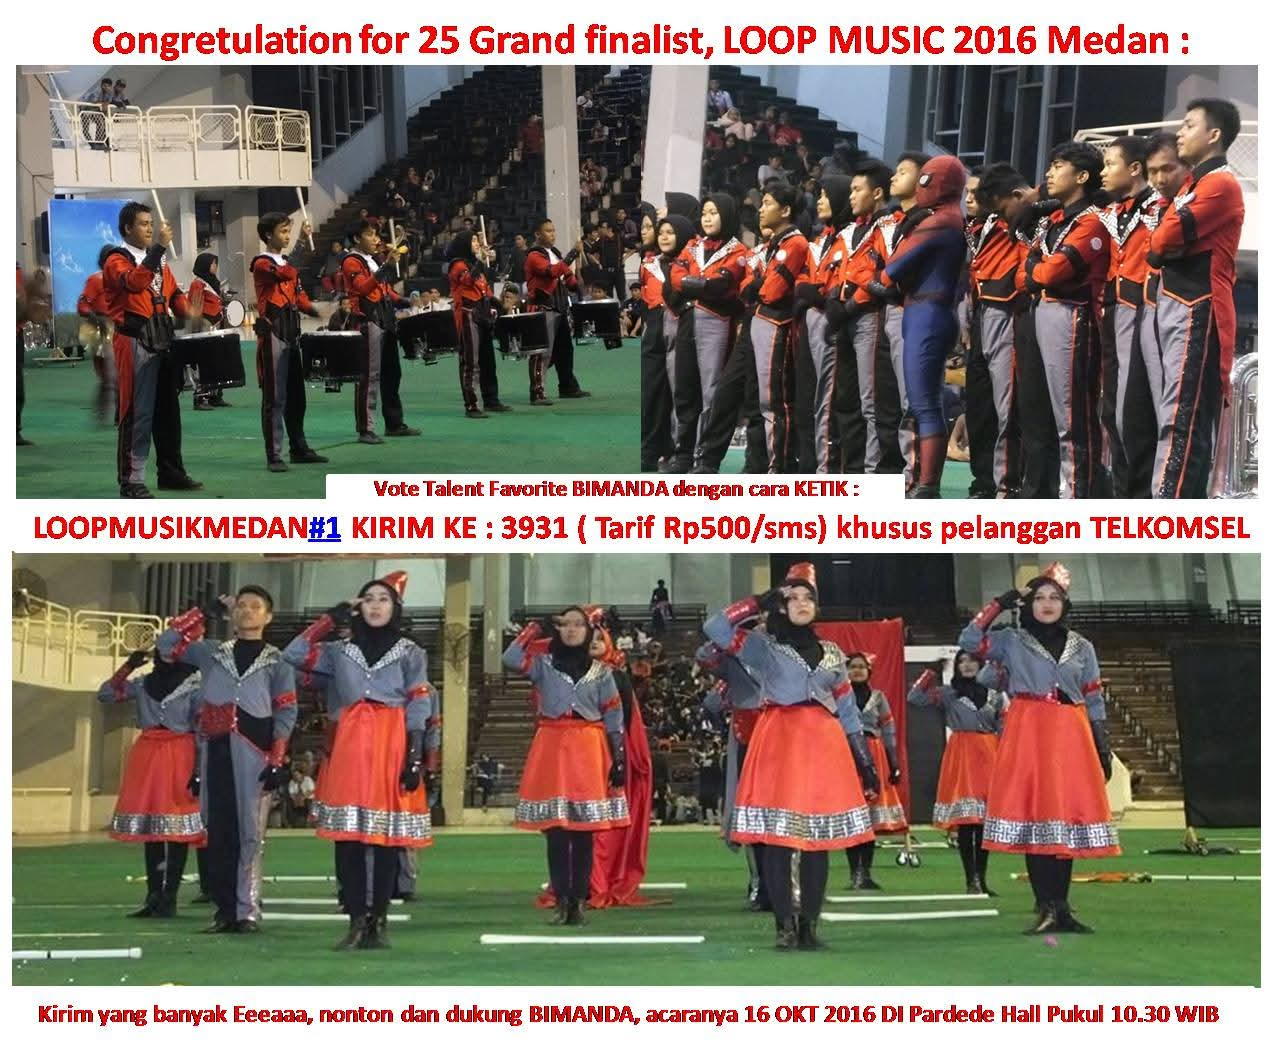 Congretulation for 25 Grand finalist, LOOP MUSIC 2016 Medan :
Vote Talent Favorite BIMANDA dengan cara KETIK :
LOOPMUSIKMEDAN#1 KIRIM KE : 3931 ( Tarif Rp500/sms) khusus pelanggan TELKOMSEL
Kirim yang banyak Eeeaaa, nonton dan dukung BIMANDA, acaranya 16 OKT 2016 DI Pardede Hall Pukul 10.30 WIB